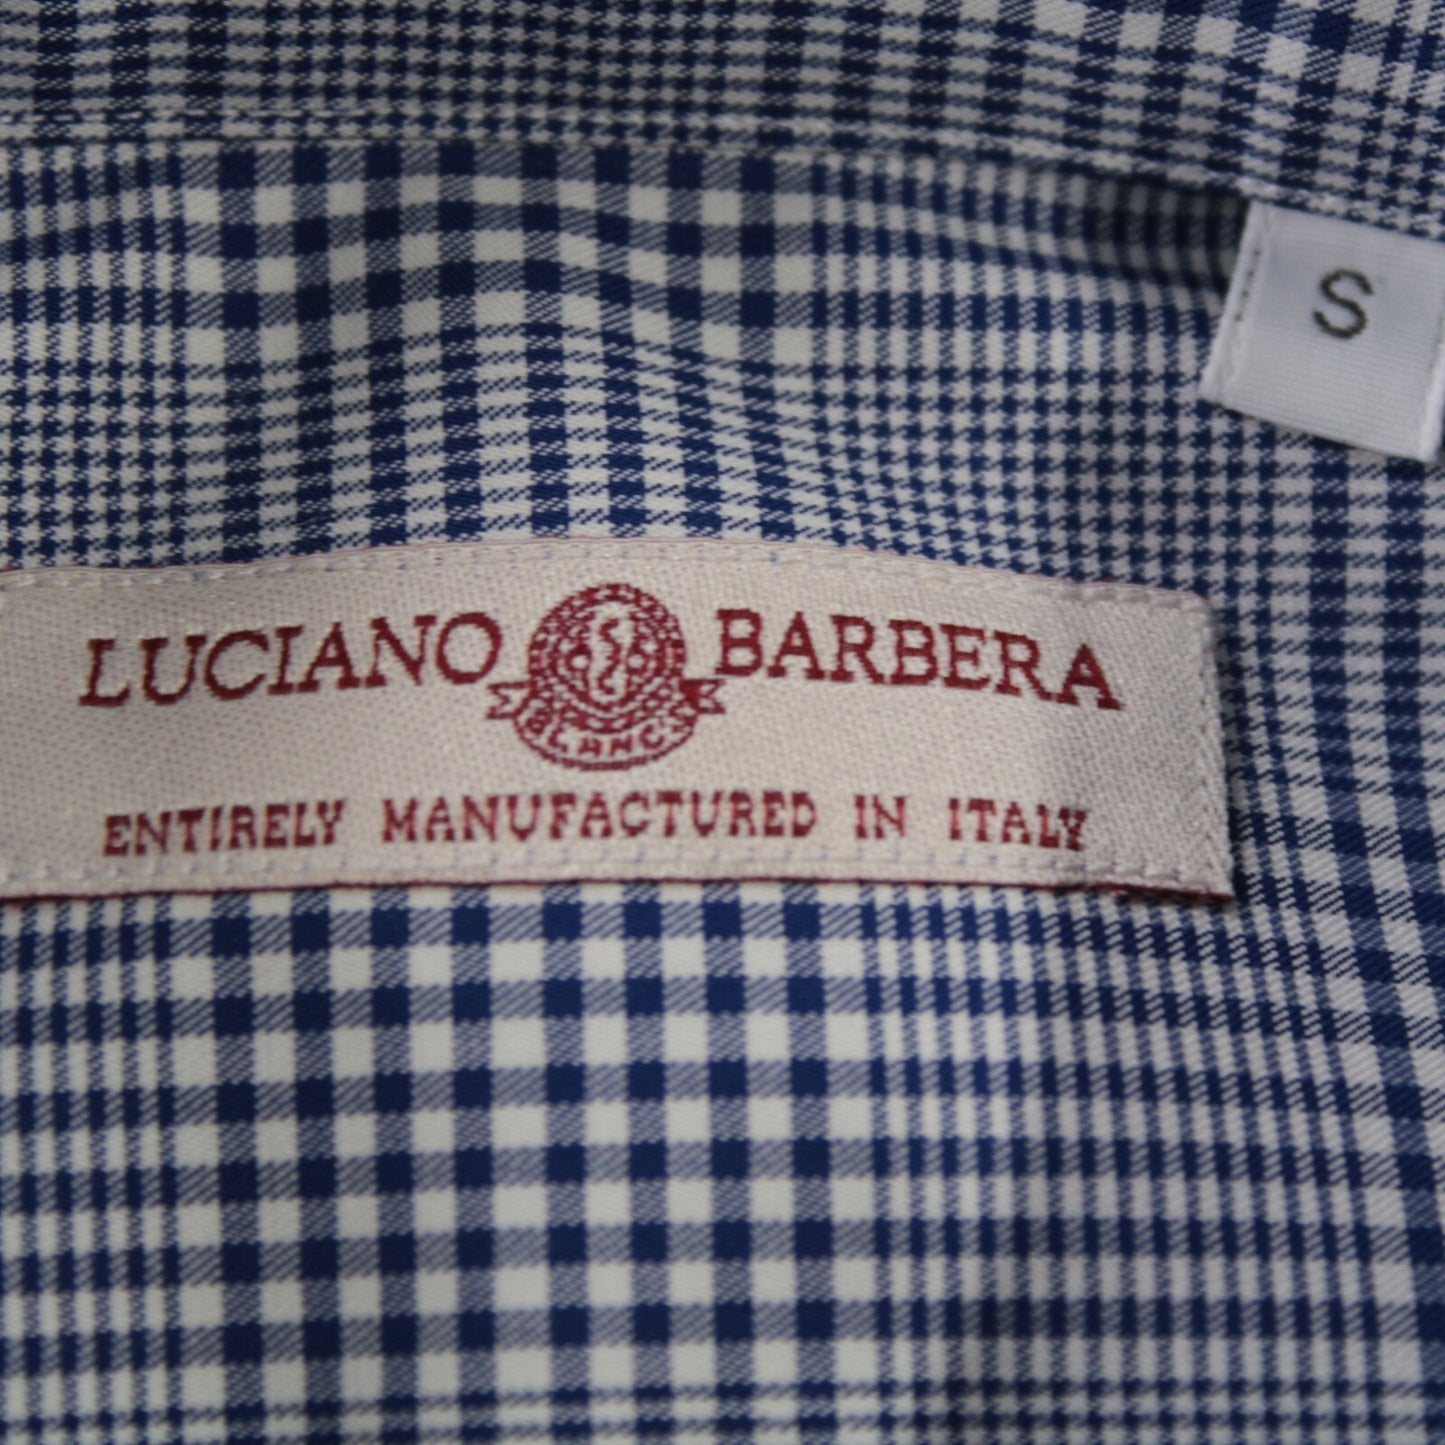 S
LUCIANO BARBERA
BLANC'S
ENTIRELY MANUFACTURED IN ITALY